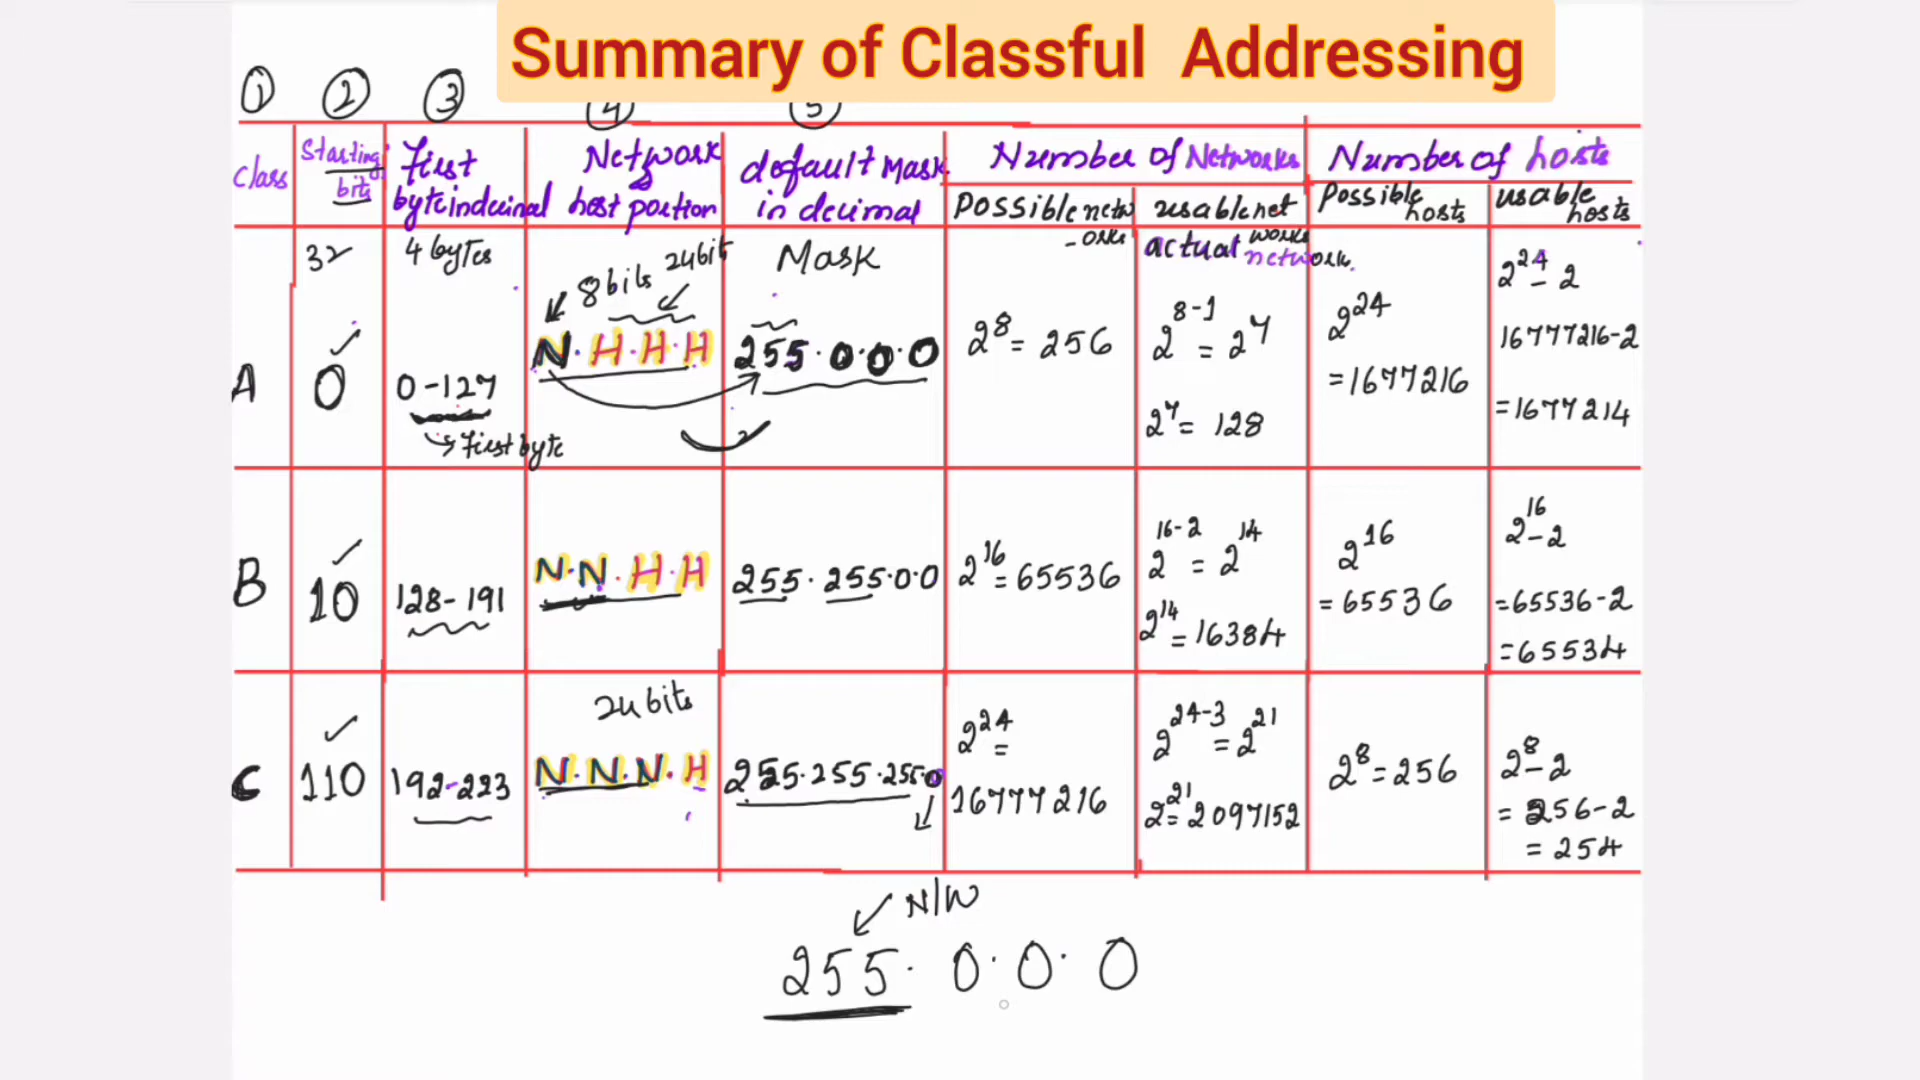 Summary of Classful Addressing
1 2 3 4 5
Class
Starting bits
First byte in decimal
Network & host portion
default Mask in decimal
Number of Networks
Number of hosts
Possible netw-orks
usable net works
Possible hosts
usable hosts
32
4 bytes
8 bits
24 bit
Mask
actual network.
A
0
0-127
First byte
N.H.H.H
255.0.0.0
2^8 = 256
2^8-1 = 2^7
2^7 = 128
2^24
=1677216
2^24-2
16777216-2
=1677214
B
10
128-191
N.N.H.H
255.255.0.0
2^16 = 65536
2^16-2 = 2^14
2^14 = 16384
2^16
=65536
2^16-2
=65536-2
=65534
C
110
192-223
24 bits
N.N.N.H
255.255.255.0
2^24 =
16777216
2^24-3 = 2^21
2^21 = 2097152
2^8 = 256
2^8-2
= 256-2
= 254
N/W
255.0.0.0